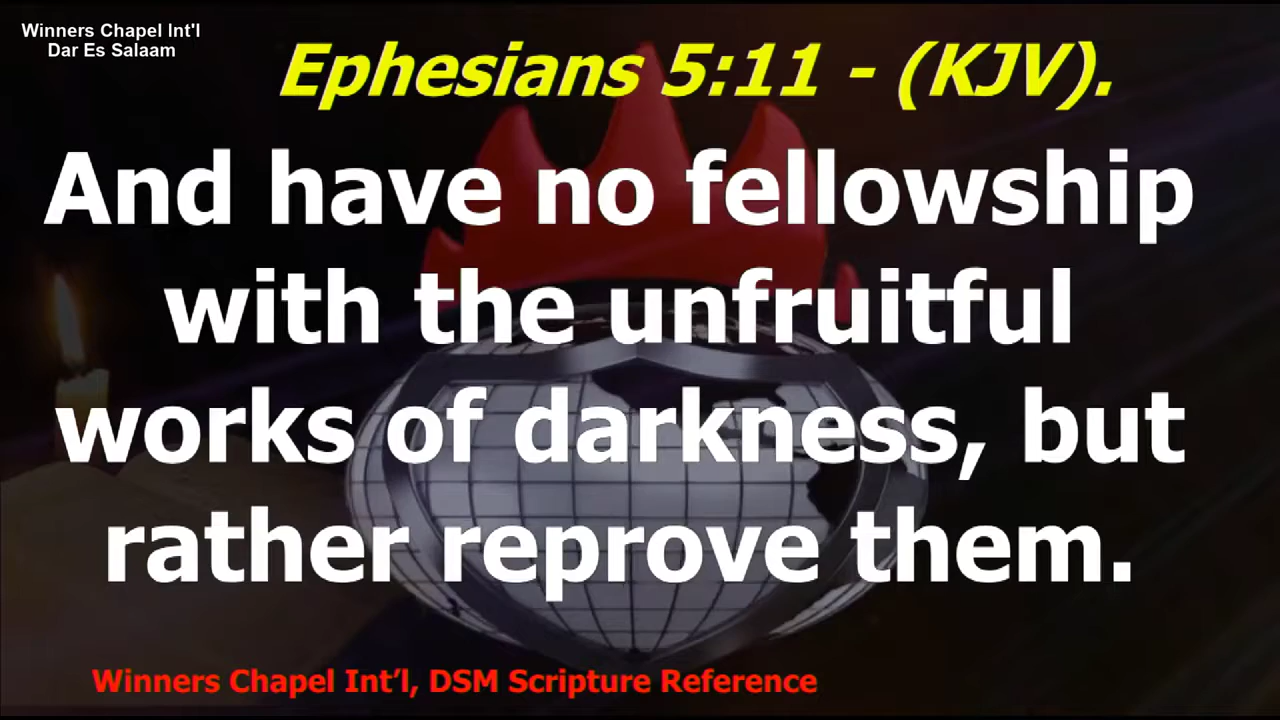 Winners Chapel Int'l
Dar Es Salaam
Ephesians 5:11 - (KJV).
And have no fellowship
with the unfruitful
works of darkness, but
rather reprove them.
Winners Chapel Int’l, DSM Scripture Reference